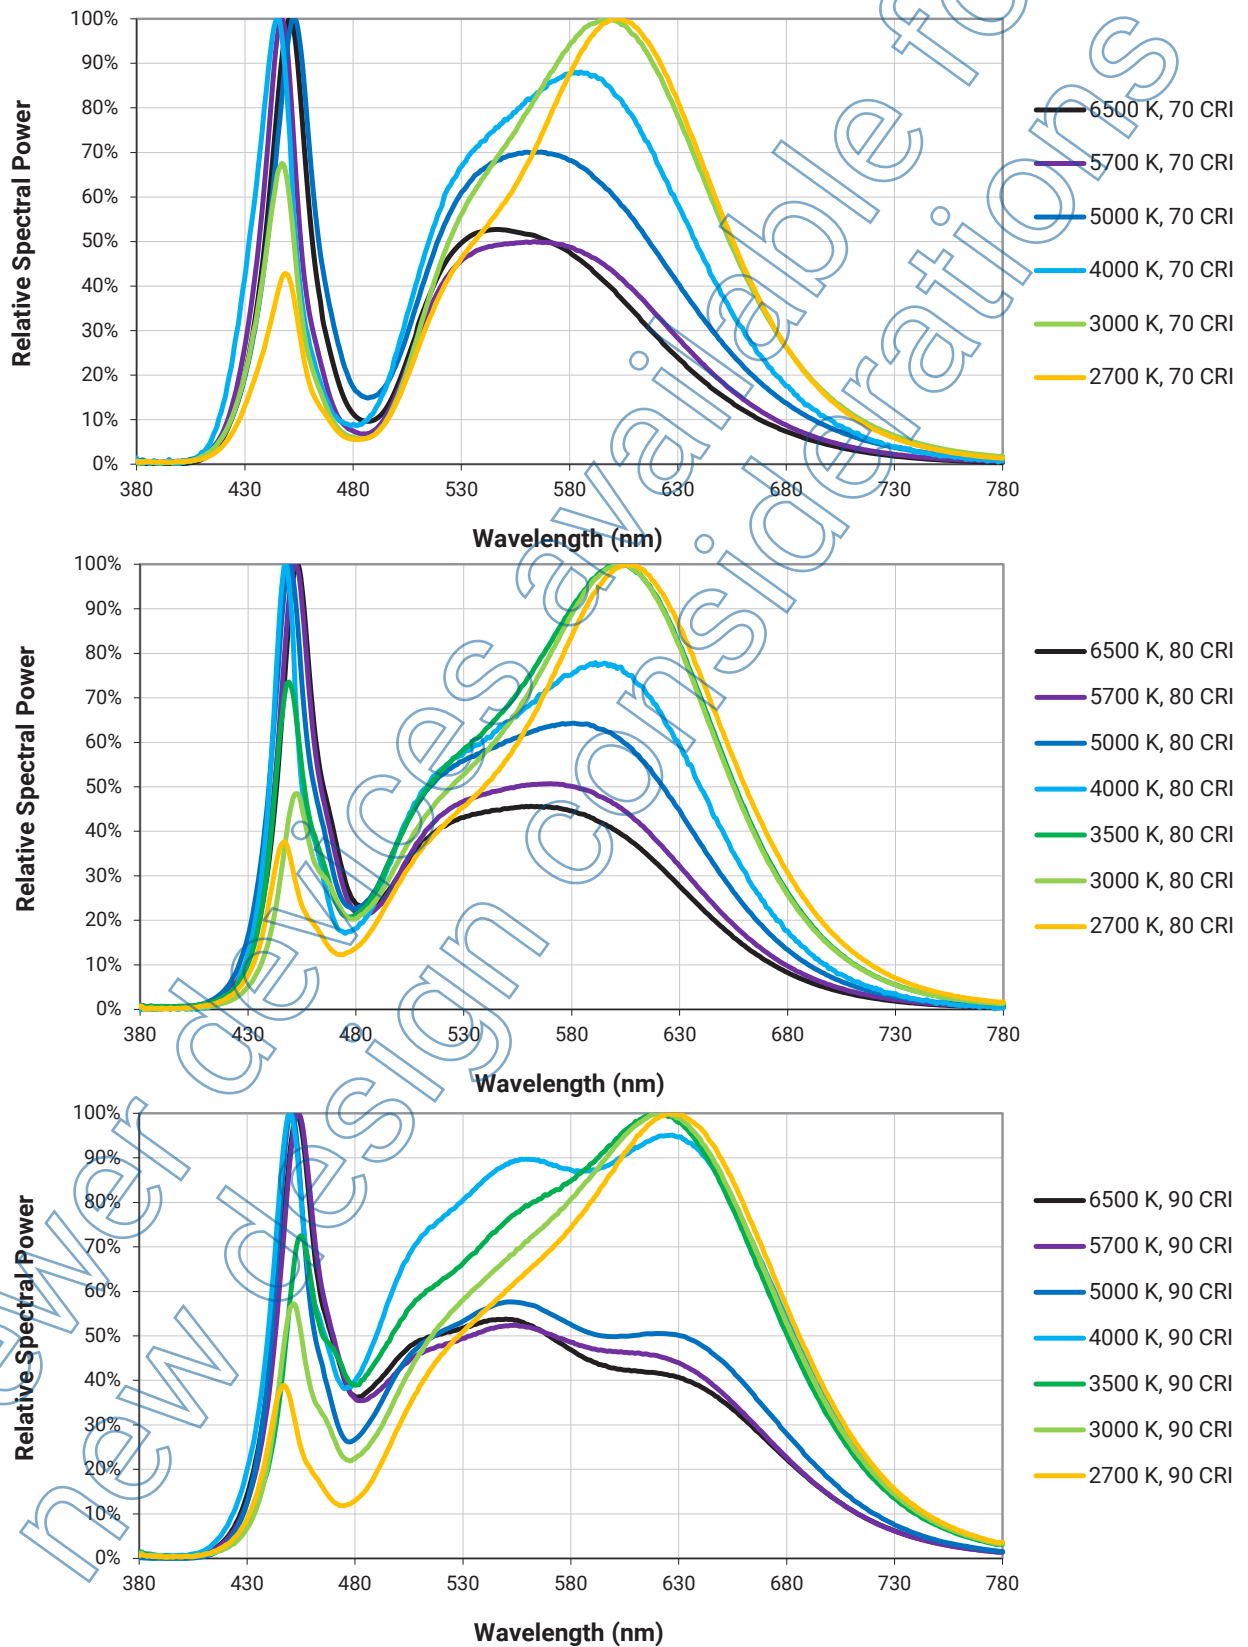 100%
90%
80%
70%
60%
50%
40%
30%
20%
10%
0%
Relative Spectral Power
380 430 480 530 580 630 680 730 780
Wavelength (nm)
6500 K, 70 CRI
5700 K, 70 CRI
5000 K, 70 CRI
4000 K, 70 CRI
3000 K, 70 CRI
2700 K, 70 CRI
100%
90%
80%
70%
60%
50%
40%
30%
20%
10%
0%
Relative Spectral Power
380 430 480 530 580 630 680 730 780
Wavelength (nm)
6500 K, 80 CRI
5700 K, 80 CRI
5000 K, 80 CRI
4000 K, 80 CRI
3500 K, 80 CRI
3000 K, 80 CRI
2700 K, 80 CRI
100%
90%
80%
70%
60%
50%
40%
30%
20%
10%
0%
Relative Spectral Power
380 430 480 530 580 630 680 730 780
Wavelength (nm)
6500 K, 90 CRI
5700 K, 90 CRI
5000 K, 90 CRI
4000 K, 90 CRI
3500 K, 90 CRI
3000 K, 90 CRI
2700 K, 90 CRI
ewer devices available fo
new design considerations